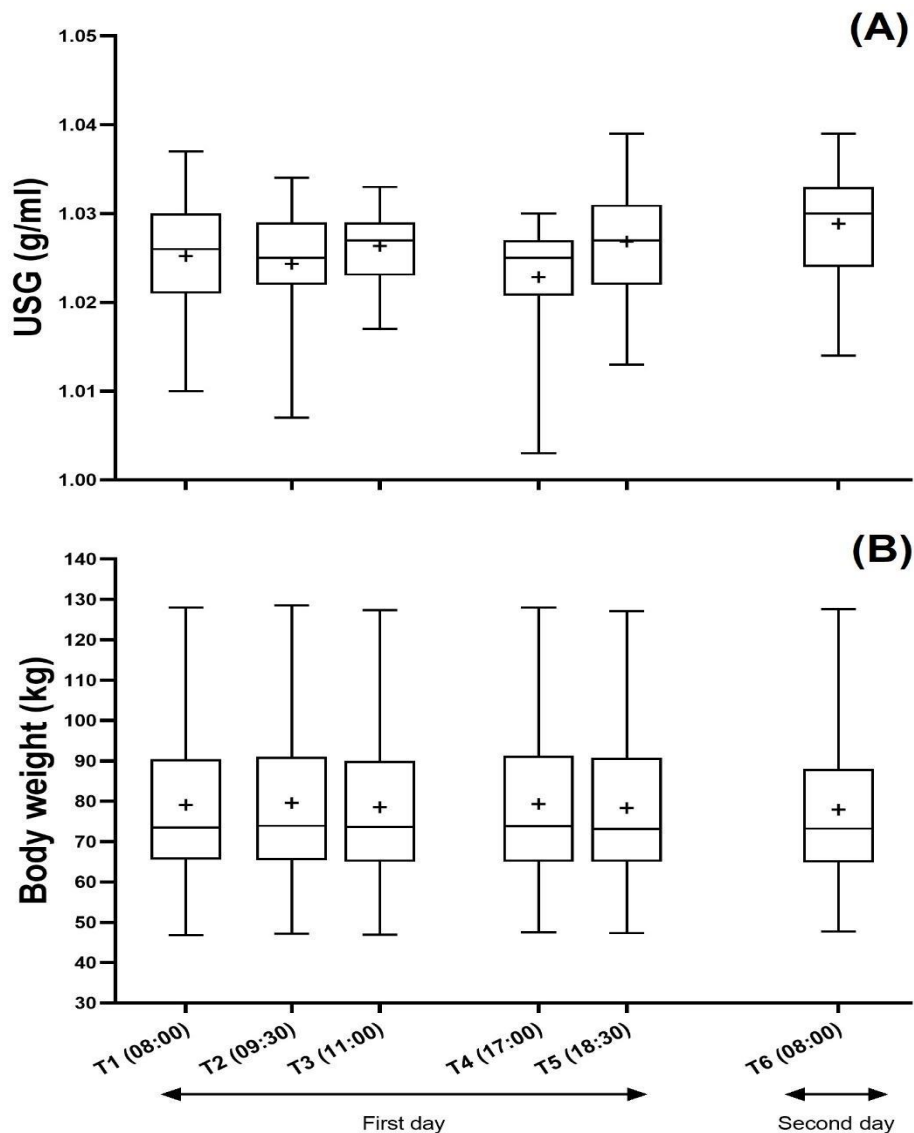 (A)
USG (g/ml)
1.05
1.04
1.03
1.02
1.01
1.00
(B)
Body weight (kg)
140
130
120
110
100
90
80
70
60
50
40
30
T1 (08:00)
T2 (09:30)
T3 (11:00)
T4 (17:00)
T5 (18:30)
T6 (08:00)
First day
Second day